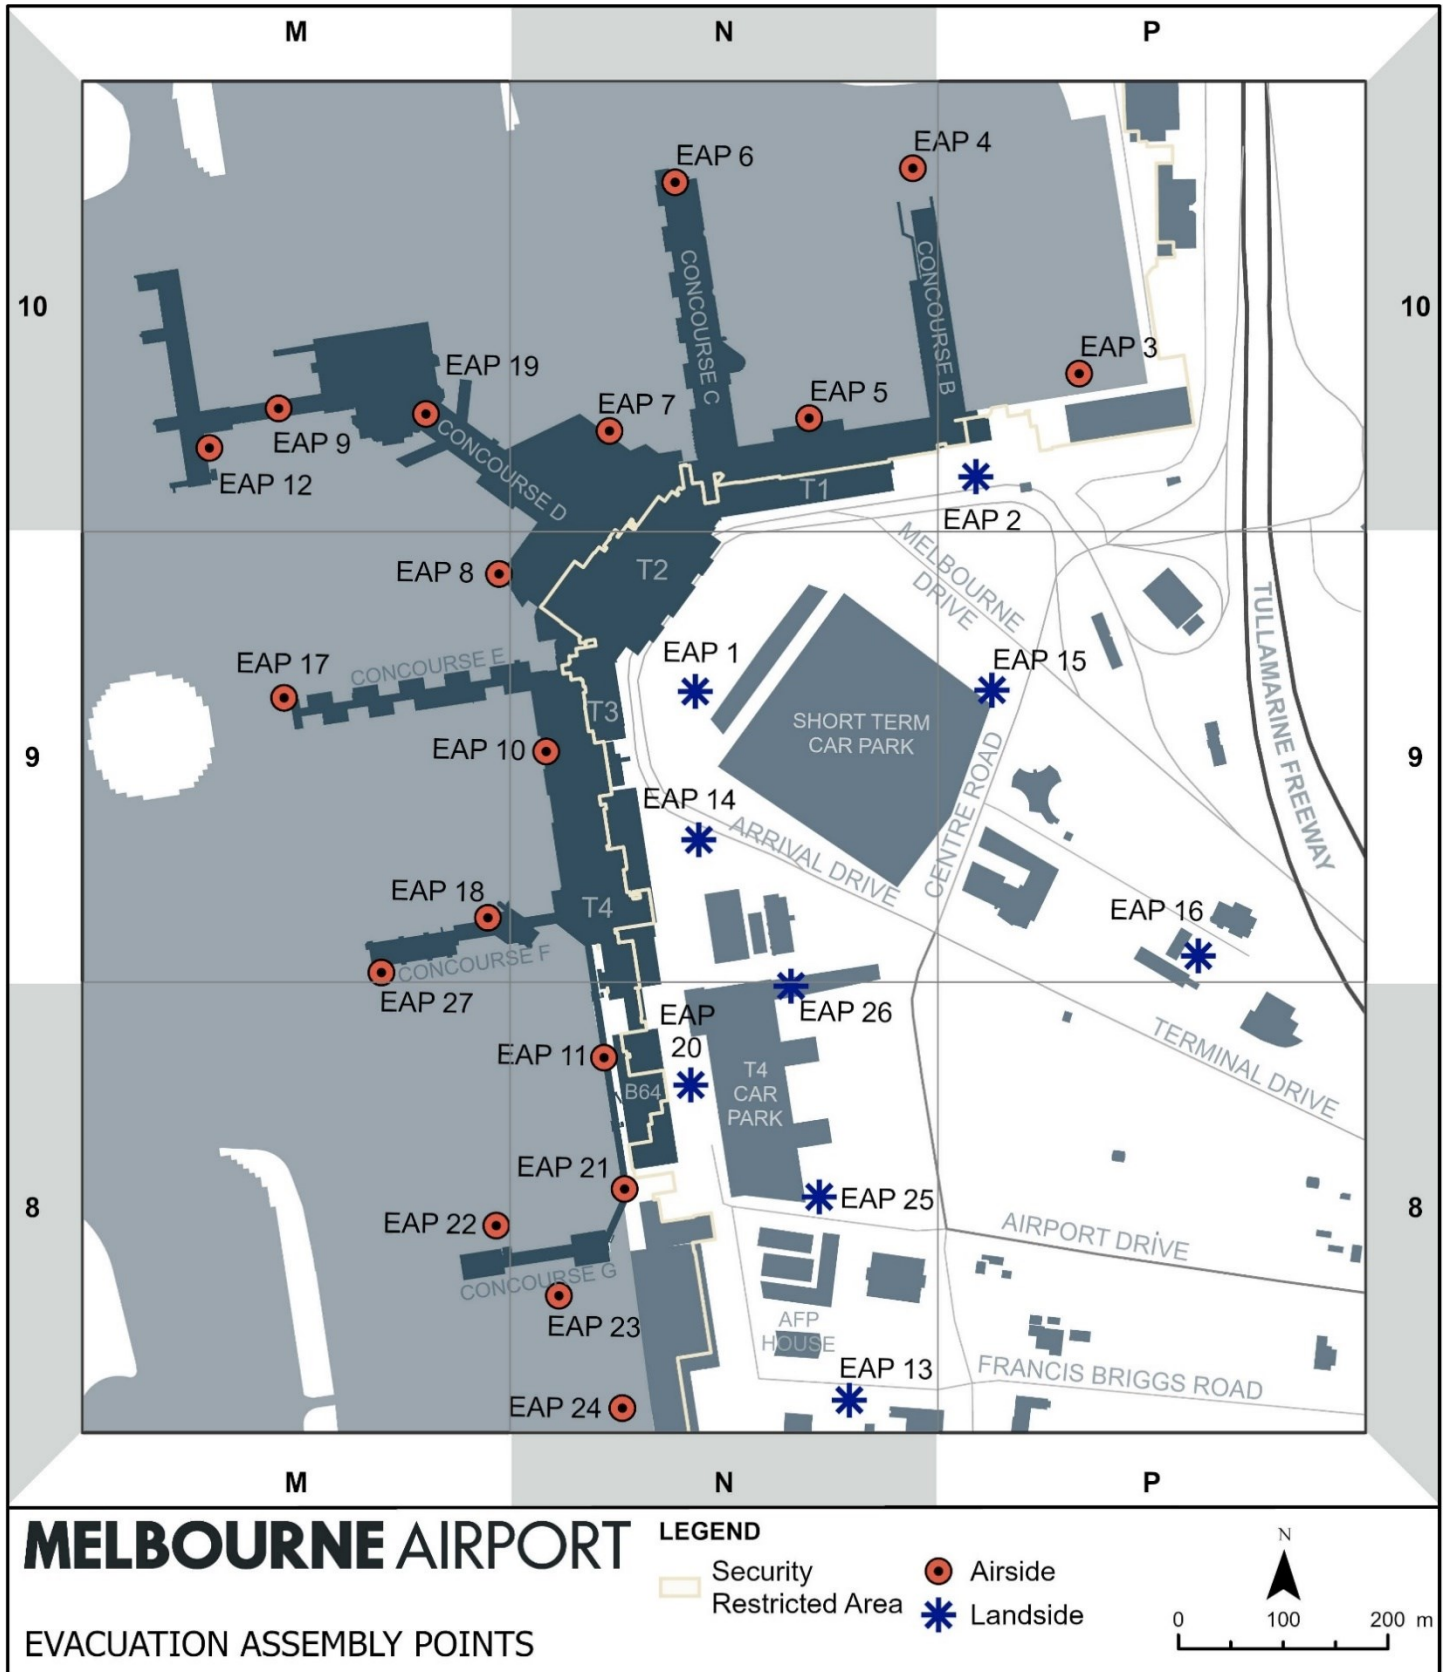 M N P
EAP 4
EAP 6
CONCOURSE C
CONCOURSE B
10 10
EAP 3
EAP 19
EAP 5
EAP 7
EAP 9
CONCOURSE D
EAP 12
T1
EAP 2
MELBOURNE
DRIVE
T2
EAP 8
TULLAMARINE FREEWAY
EAP 1
EAP 15
CONCOURSE E
EAP 17
T3
SHORT TERM
CAR PARK
EAP 10
9 9
CENTRE ROAD
EAP 14
ARRIVAL DRIVE
EAP 18
T4
EAP 16
CONCOURSE F
EAP 27
EAP 26
EAP
20
TERMINAL DRIVE
EAP 11
T4
CAR
PARK
B64
EAP 21
EAP 25
8 8
EAP 22
AIRPORT DRIVE
CONCOURSE G
EAP 23
AFP
HOUSE
EAP 13
FRANCIS BRIGGS ROAD
EAP 24
M N P
MELBOURNE AIRPORT
EVACUATION ASSEMBLY POINTS
LEGEND
Security
Restricted Area
Airside
Landside
N
0 100 200 m